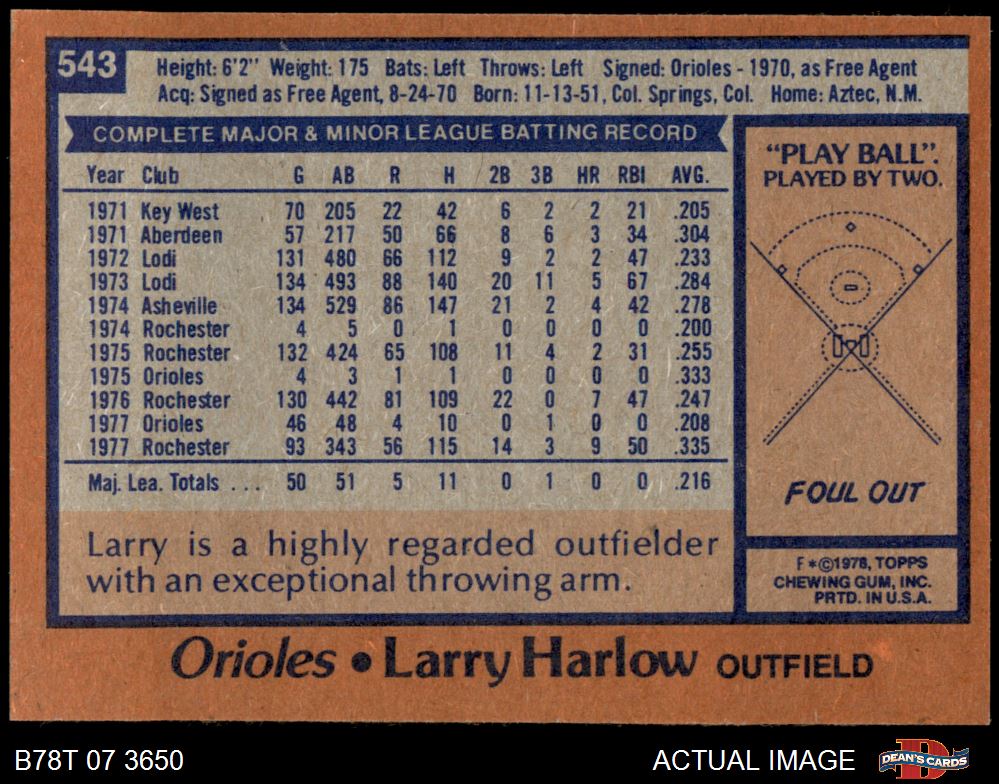 543
Height: 6'2" Weight: 175 Bats: Left Throws: Left Signed: Orioles - 1970, as Free Agent
Acq: Signed as Free Agent, 8-24-70 Born: 11-13-51, Col. Springs, Col. Home: Aztec, N.M.
COMPLETE MAJOR & MINOR LEAGUE BATTING RECORD
Year Club G AB R H 2B 3B HR RBI AVG.
1971 Key West 70 205 22 42 6 2 2 21 .205
1971 Aberdeen 57 217 50 66 8 6 3 34 .304
1972 Lodi 131 480 66 112 9 2 2 47 .233
1973 Lodi 134 493 88 140 20 11 5 67 .284
1974 Asheville 134 529 86 147 21 2 4 42 .278
1974 Rochester 4 5 0 1 0 0 0 0 .200
1975 Rochester 132 424 65 108 11 4 2 31 .255
1975 Orioles 4 3 1 1 0 0 0 0 .333
1976 Rochester 130 442 81 109 22 0 7 47 .247
1977 Orioles 46 48 4 10 0 1 0 0 .208
1977 Rochester 93 343 56 115 14 3 9 50 .335
Maj. Lea. Totals ... 50 51 5 11 0 1 0 0 .216
Larry is a highly regarded outfielder
with an exceptional throwing arm.
"PLAY BALL".
PLAYED BY TWO.
FOUL OUT
F*©1978, TOPPS
CHEWING GUM, INC.
PRTD. IN U.S.A.
Orioles • Larry Harlow OUTFIELD
B78T 07 3650 ACTUAL IMAGE
D
DEAN'S CARDS